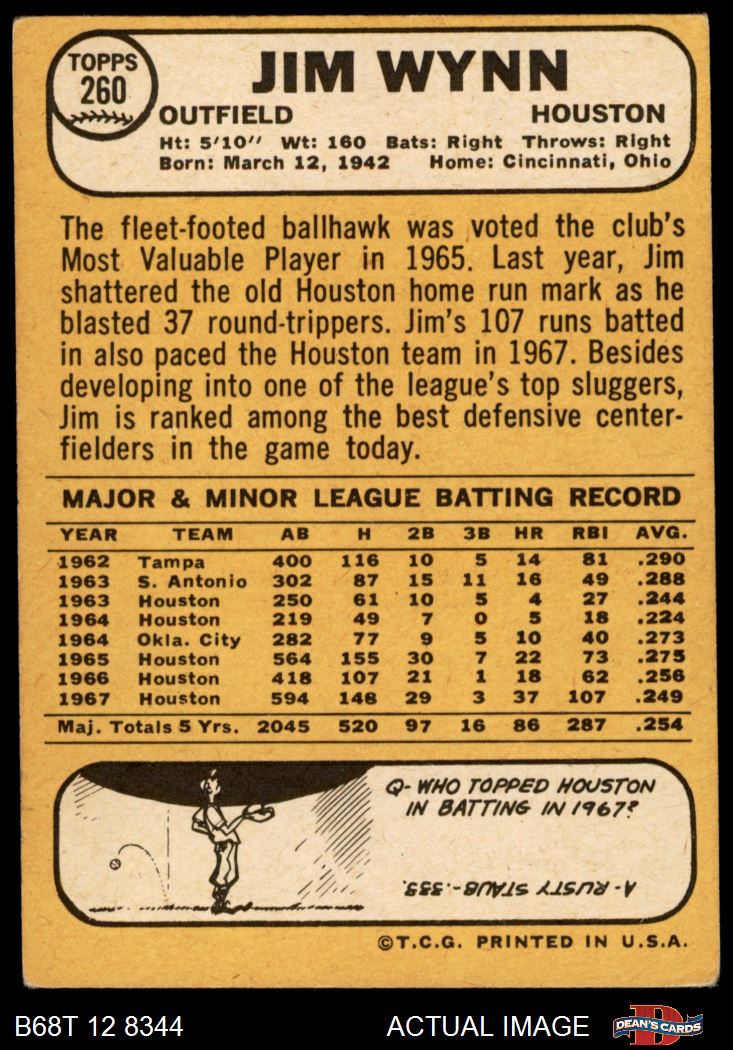 TOPPS
260
JIM WYNN
OUTFIELD HOUSTON
Ht: 5'10" Wt: 160 Bats: Right Throws: Right
Born: March 12, 1942 Home: Cincinnati, Ohio
The fleet-footed ballhawk was voted the club's
Most Valuable Player in 1965. Last year, Jim
shattered the old Houston home run mark as he
blasted 37 round-trippers. Jim's 107 runs batted
in also paced the Houston team in 1967. Besides
developing into one of the league's top sluggers,
Jim is ranked among the best defensive center-
fielders in the game today.
MAJOR & MINOR LEAGUE BATTING RECORD
YEAR TEAM AB H 2B 3B HR RBI AVG.
1962 Tampa 400 116 10 5 14 81 .290
1963 S. Antonio 302 87 15 11 16 49 .288
1963 Houston 250 61 10 5 4 27 .244
1964 Houston 219 49 7 0 5 18 .224
1964 Okla. City 282 77 9 5 10 40 .273
1965 Houston 564 155 30 7 22 73 .275
1966 Houston 418 107 21 1 18 62 .256
1967 Houston 594 148 29 3 37 107 .249
Maj. Totals 5 Yrs. 2045 520 97 16 86 287 .254
Q- WHO TOPPED HOUSTON
IN BATTING IN 1967?
A- RUSTY STAUB-.333.
©T.C.G. PRINTED IN U.S.A.
B68T 12 8344 ACTUAL IMAGE DEAN'S CARDS